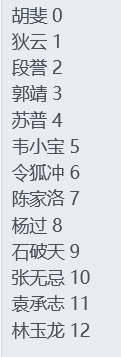 胡斐 0
狄云 1
段誉 2
郭靖 3
苏普 4
韦小宝 5
令狐冲 6
陈家洛 7
杨过 8
石破天 9
张无忌 10
袁承志 11
林玉龙 12